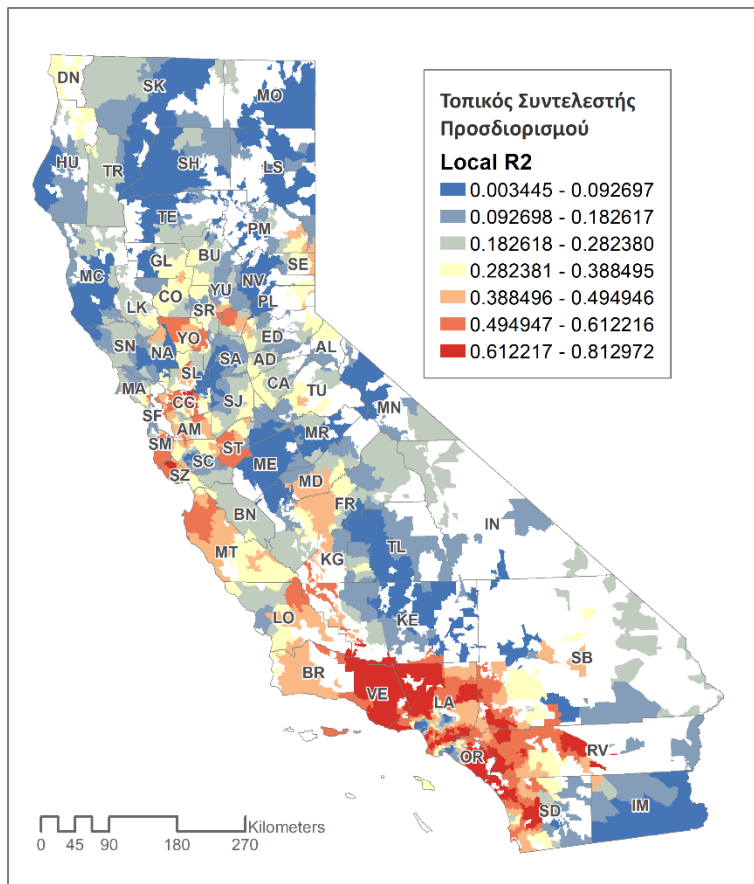 DN
SK
MO
HU
TR
SH
LS
TE
PM
GL
BU
SE
MC
CO
YU
NV
LK
SR
PL
YO
ED
SN
NA
SA
AL
SL
AD
MA
CC
CA
TU
MN
SF
SJ
AM
MR
SM
ST
SC
ME
SZ
MD
FR
BN
IN
TL
MT
KG
LO
KE
SB
BR
VE
LA
OR
RV
SD
IM
Τοπικός Συντελεστής
Προσδιορισμού
Local R2
0.003445 - 0.092697
0.092698 - 0.182617
0.182618 - 0.282380
0.282381 - 0.388495
0.388496 - 0.494946
0.494947 - 0.612216
0.612217 - 0.812972
Kilometers
0 45 90 180 270